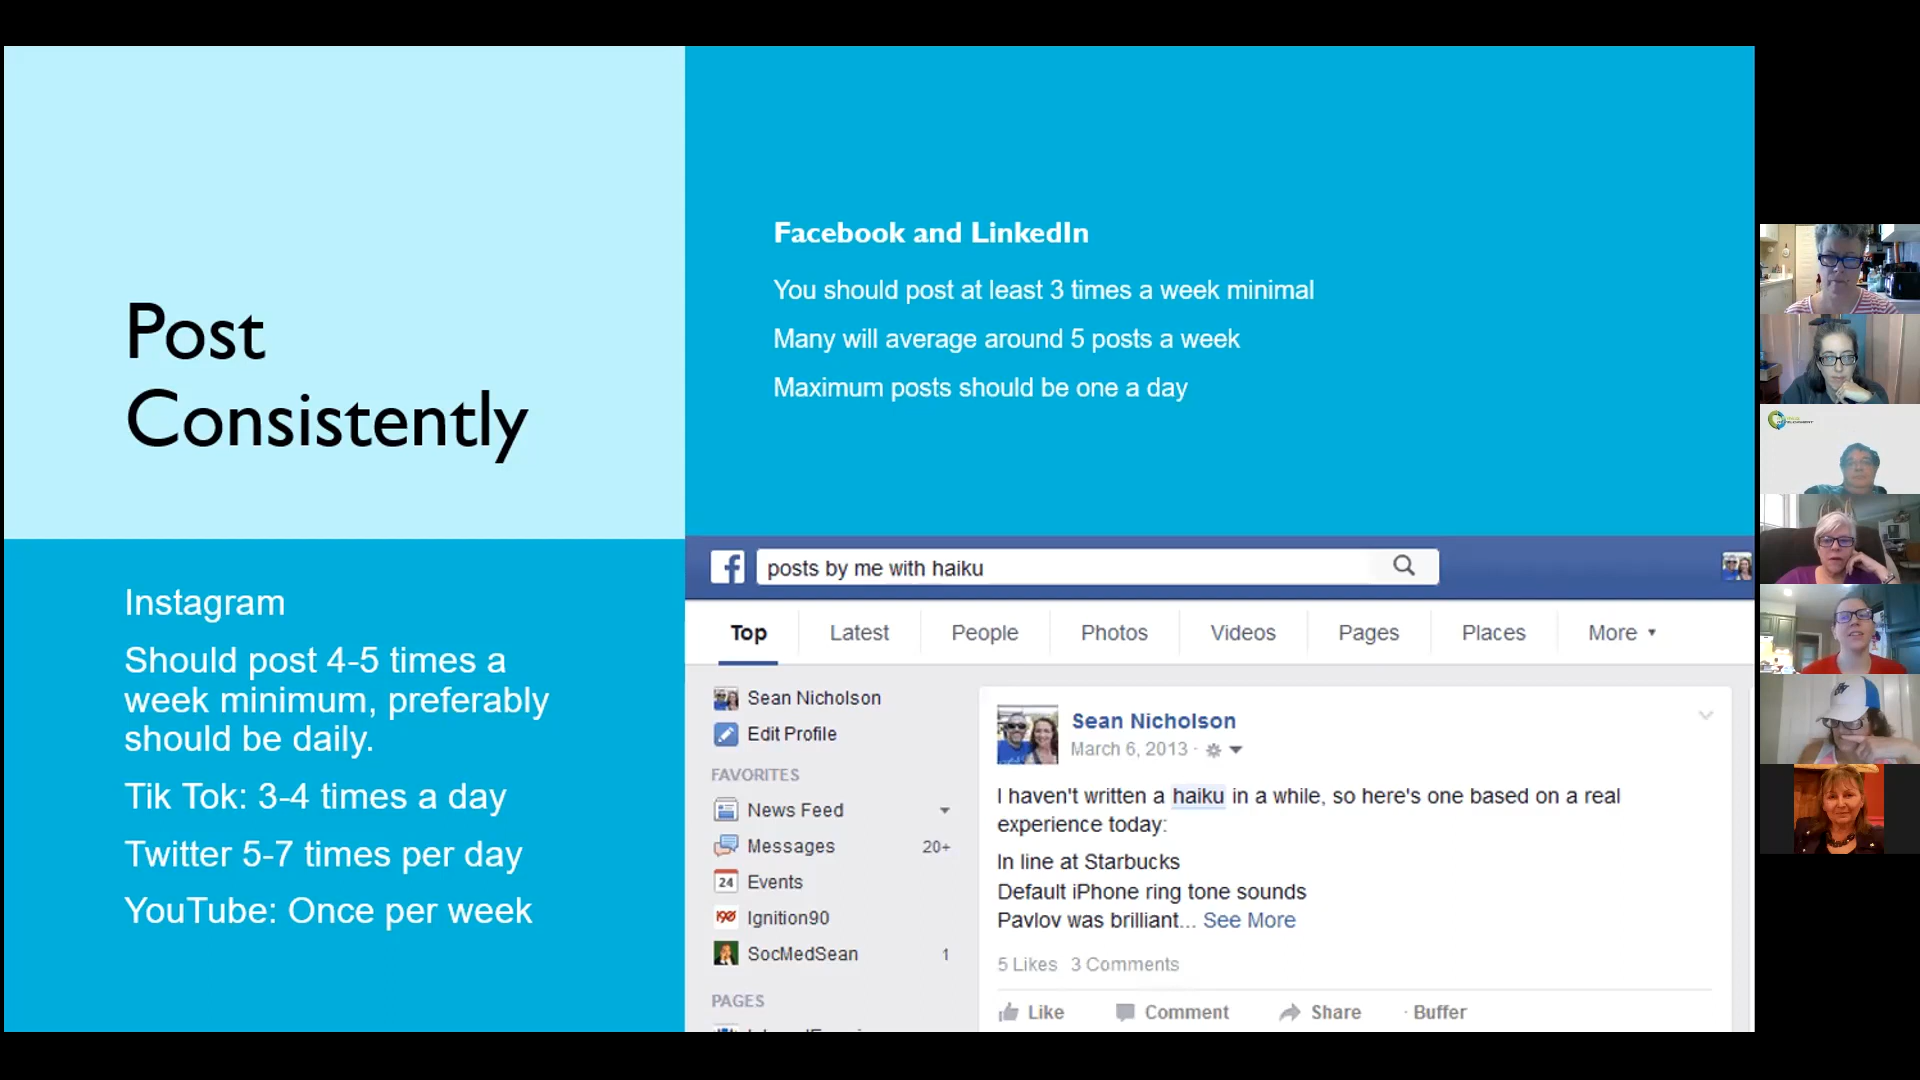 Post
Consistently
Facebook and LinkedIn
You should post at least 3 times a week minimal
Many will average around 5 posts a week
Maximum posts should be one a day
Instagram
Should post 4-5 times a
week minimum, preferably
should be daily.
Tik Tok: 3-4 times a day
Twitter 5-7 times per day
YouTube: Once per week
posts by me with haiku
Top Latest People Photos Videos Pages Places More
Sean Nicholson
Edit Profile
FAVORITES
News Feed
Messages 20+
24 Events
Ignition90
SocMedSean 1
PAGES
Sean Nicholson
March 6, 2013 ·
I haven't written a haiku in a while, so here's one based on a real
experience today:
In line at Starbucks
Default iPhone ring tone sounds
Pavlov was brilliant... See More
5 Likes 3 Comments
Like Comment Share · Buffer